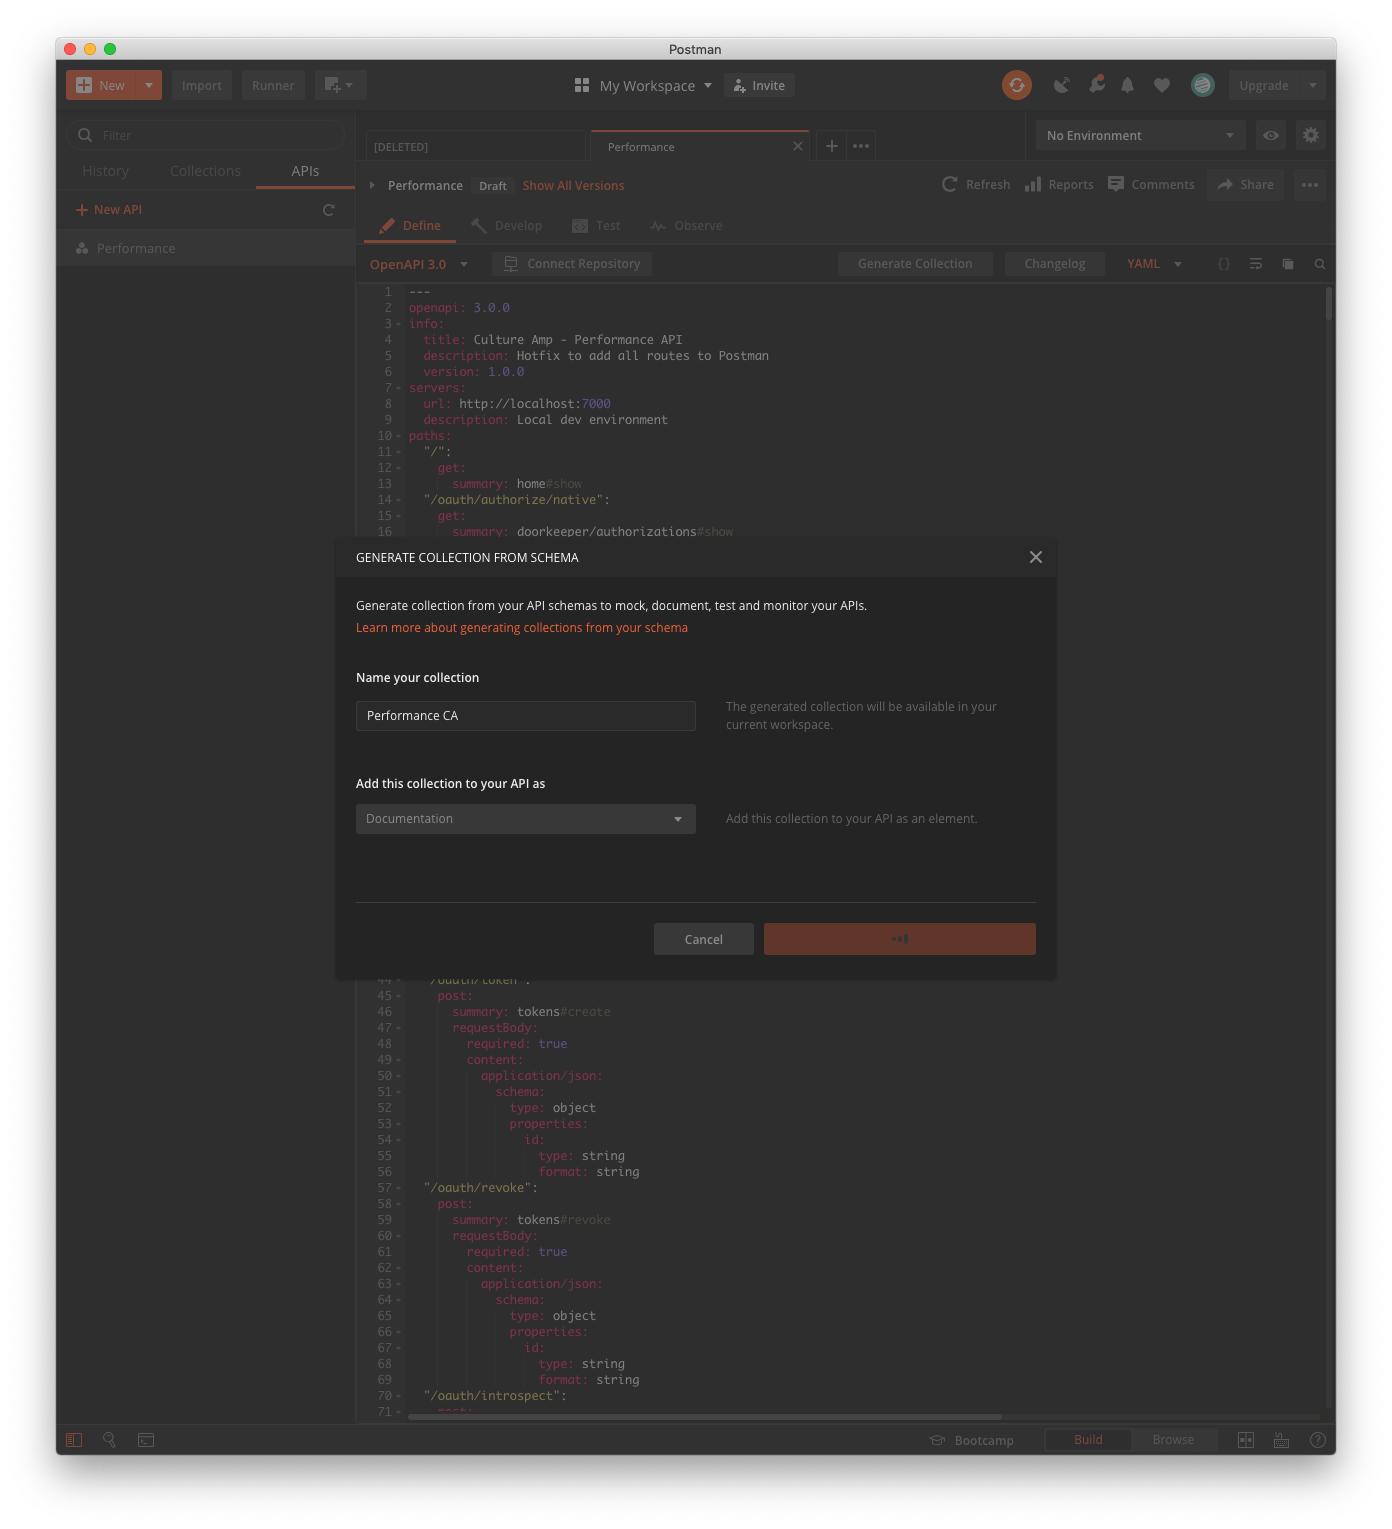 Postman
New
Import
Runner
My Workspace
Invite
Upgrade
Filter
[DELETED]
Performance
No Environment
History
Collections
APIs
Performance
Draft
Show All Versions
Refresh
Reports
Comments
Share
New API
Define
Develop
Test
Observe
Performance
OpenAPI 3.0
Connect Repository
Generate Collection
Changelog
YAML
1 ---
2 openapi: 3.0.0
3 info:
4 title: Culture Amp - Performance API
5 description: Hotfix to add all routes to Postman
6 version: 1.0.0
7 servers:
8 url: http://localhost:7000
9 description: Local dev environment
10 paths:
11 "/":
12 get:
13 summary: home#show
14 "/oauth/authorize/native":
15 get:
16 summary: doorkeeper/authorizations#show
GENERATE COLLECTION FROM SCHEMA
Generate collection from your API schemas to mock, document, test and monitor your APIs.
Learn more about generating collections from your schema
Name your collection
Performance CA
The generated collection will be available in your
current workspace.
Add this collection to your API as
Documentation
Add this collection to your API as an element.
Cancel
44 "/oauth/token":
45 post:
46 summary: tokens#create
47 requestBody:
48 required: true
49 content:
50 application/json:
51 schema:
52 type: object
53 properties:
54 id:
55 type: string
56 format: string
57 "/oauth/revoke":
58 post:
59 summary: tokens#revoke
60 requestBody:
61 required: true
62 content:
63 application/json:
64 schema:
65 type: object
66 properties:
67 id:
68 type: string
69 format: string
70 "/oauth/introspect":
71 post:
Bootcamp
Build
Browse